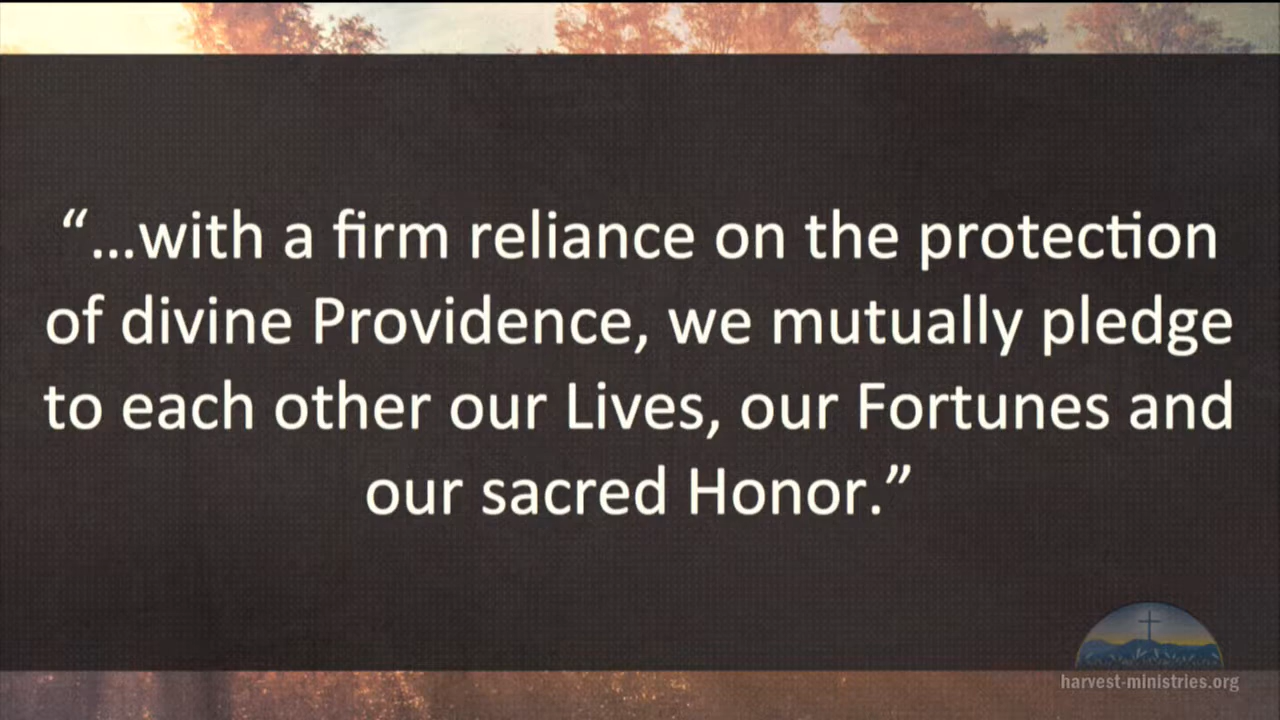 “...with a firm reliance on the protection
of divine Providence, we mutually pledge
to each other our Lives, our Fortunes and
our sacred Honor.”
harvest-ministries.org